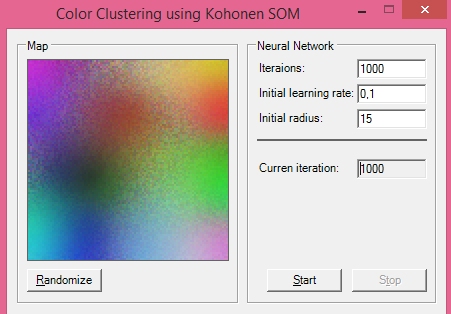 Color Clustering using Kohonen SOM
Map
Neural Network
Iteraions: 1000
Initial learning rate: 0,1
Initial radius: 15
Curren iteration: 1000
Randomize
Start
Stop